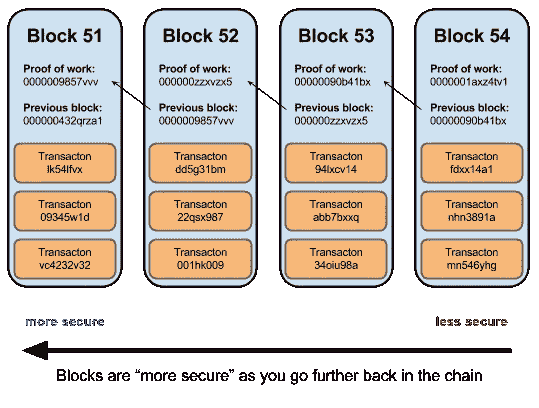 Block 51
Proof of work:
0000009857vvv
Previous block:
000000432qrza1
Transacton
lk54lfvx
Transacton
09345w1d
Transacton
vc4232v32
Block 52
Proof of work:
000000zzxvzx5
Previous block:
0000009857vvv
Transacton
dd5g31bm
Transacton
22qsx987
Transacton
001hk009
Block 53
Proof of work:
00000090b41bx
Previous block:
000000zzxvzx5
Transacton
94lxcv14
Transacton
abb7bxxq
Transacton
34oiu98a
Block 54
Proof of work:
0000001axz4tv1
Previous block:
00000090b41bx
Transacton
fdxx14a1
Transacton
nhn3891a
Transacton
mn546yhg
more secure
less secure
Blocks are “more secure” as you go further back in the chain